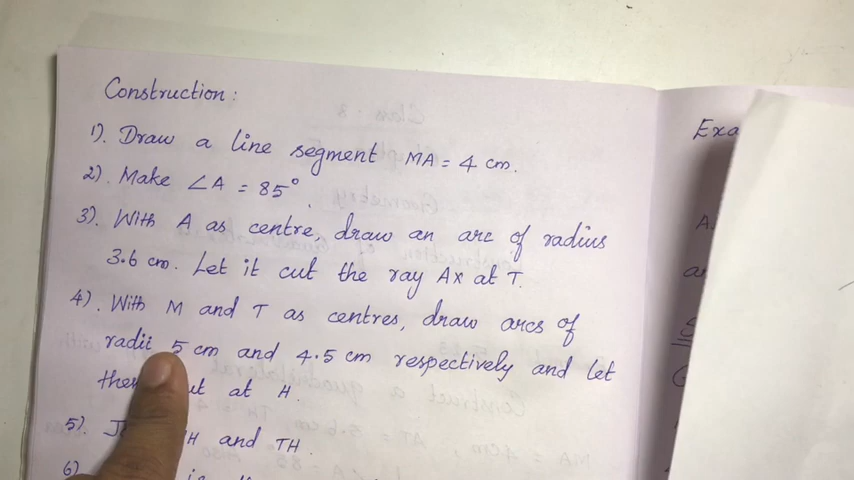 Construction:
1). Draw a line segment MA = 4 cm.
2). Make ∠A = 85°.
3). With A as centre, draw an arc of radius
3.6 cm. Let it cut the ray AX at T.
4). With M and T as centres, draw arcs of
radii 5 cm and 4.5 cm respectively and let
at H.
5). and TH.
6)
Exa